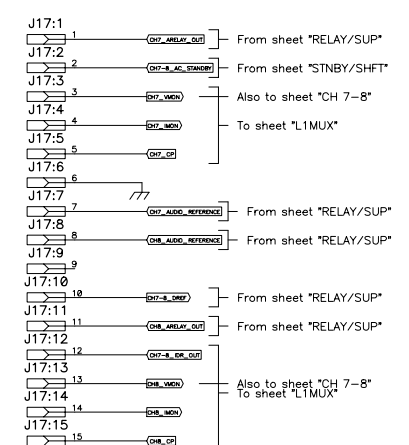 J17:1
1 CH7_ARELAY_OUT From sheet "RELAY/SUP"
J17:2
2 CH7-8_AC_STANDBY From sheet "STNBY/SHFT"
J17:3
3 CH7_VMON Also to sheet "CH 7-8"
J17:4
4 CH7_IMON To sheet "L1MUX"
J17:5
5 CH7_CP
J17:6
6
J17:7
7 CH7_AUDIO_REFERENCE From sheet "RELAY/SUP"
J17:8
8 CH8_AUDIO_REFERENCE From sheet "RELAY/SUP"
J17:9
9
J17:10
10 CH7-8_DREF From sheet "RELAY/SUP"
J17:11
11 CH8_ARELAY_OUT From sheet "RELAY/SUP"
J17:12
12 CH7-8_IDR_OUT
J17:13
13 CH8_VMON Also to sheet "CH 7-8"
To sheet "L1MUX"
J17:14
14 CH8_IMON
J17:15
15 CH8_CP